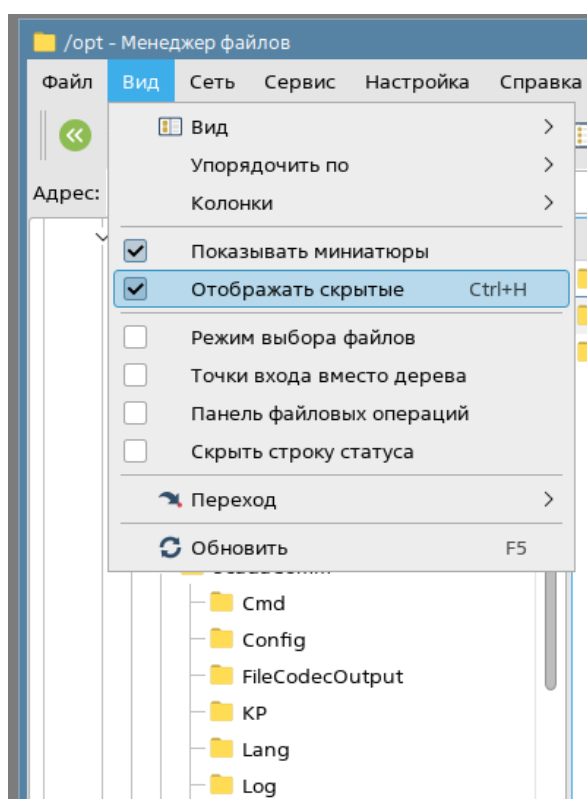 /opt - Менеджер файлов
Файл Вид Сеть Сервис Настройка Справка
Вид
Упорядочить по
Адрес:
Колонки
Показывать миниатюры
Отображать скрытые Ctrl+H
Режим выбора файлов
Точки входа вместо дерева
Панель файловых операций
Скрыть строку статуса
Переход
Обновить F5
Cmd
Config
FileCodecOutput
KP
Lang
Log